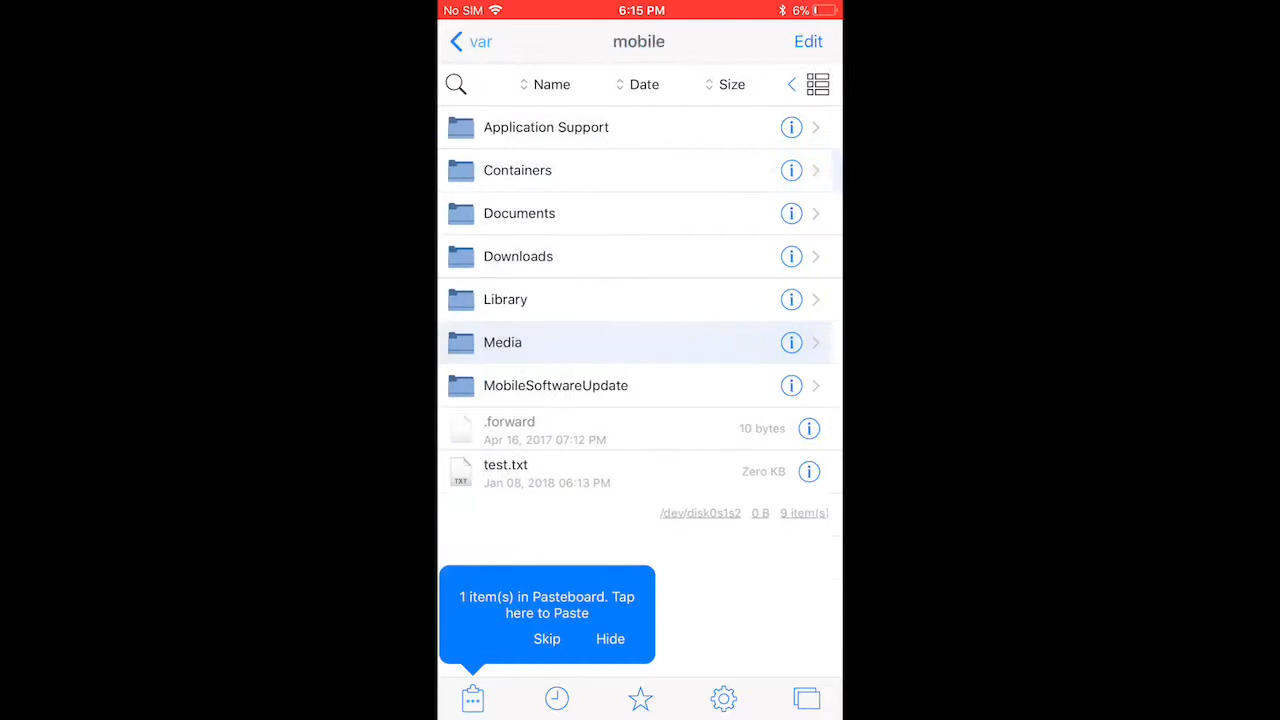 No SIM 6:15 PM 6%
var mobile Edit
Name Date Size
Application Support
Containers
Documents
Downloads
Library
Media
MobileSoftwareUpdate
.forward
Apr 16, 2017 07:12 PM
10 bytes
test.txt
Jan 08, 2018 06:13 PM
Zero KB
TXT
/dev/disk0s1s2 0 B 9 item(s)
1 item(s) in Pasteboard. Tap
here to Paste
Skip Hide